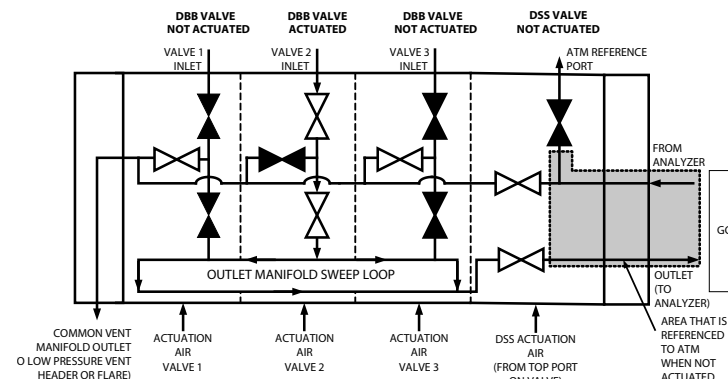 DBB VALVE
NOT ACTUATED
DBB VALVE
ACTUATED
DBB VALVE
NOT ACTUATED
DSS VALVE
NOT ACTUATED
VALVE 1
INLET
VALVE 2
INLET
VALVE 3
INLET
ATM REFERENCE
PORT
FROM
ANALYZER
GC
OUTLET MANIFOLD SWEEP LOOP
OUTLET
(TO
ANALYZER)
COMMON VENT
MANIFOLD OUTLET
O LOW PRESSURE VENT
HEADER OR FLARE)
ACTUATION
AIR
VALVE 1
ACTUATION
AIR
VALVE 2
ACTUATION
AIR
VALVE 3
DSS ACTUATION
AIR
(FROM TOP PORT
ON VALVE)
AREA THAT IS
REFERENCED
TO ATM
WHEN NOT
ACTUATED